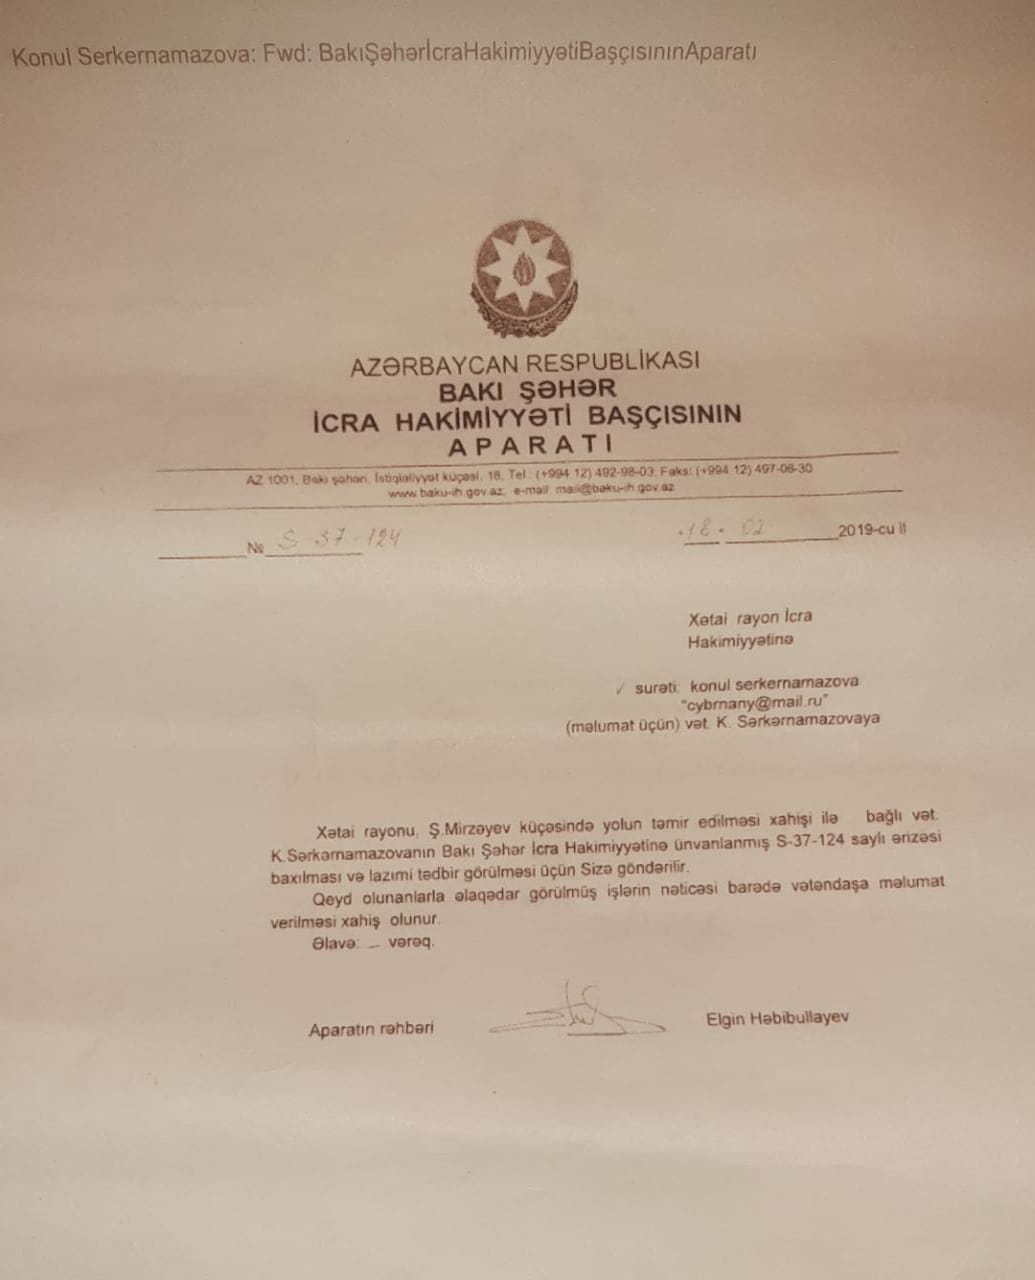 Konul Serkernamazova: Fwd: BakıŞəhərİcraHakimiyyətiBaşçısınınAparatı
AZƏRBAYCAN RESPUBLİKASI
BAKI ŞƏHƏR
İCRA HAKİMİYYƏTİ BAŞÇISININ
APARATI
AZ 1001, Bakı şəhəri, İstiqlaliyyət küçəsi, 18, Tel.: (+994 12) 492-98-03; Faks: (+994 12) 497-06-30
www.baku-ih.gov.az; e-mail: mail@baku-ih.gov.az
№ S-37-124
18. 02 2019-cu il
Xətai rayon İcra
Hakimiyyətinə
✓ surəti: konul serkernamazova
"cybrnany@mail.ru"
(məlumat üçün) vət. K. Sərkərnamazovaya
Xətai rayonu, Ş.Mirzəyev küçəsində yolun təmir edilməsi xahişi ilə bağlı vət.
K.Sərkərnamazovanın Bakı Şəhər İcra Hakimiyyətinə ünvanlanmış S-37-124 saylı ərizəsi
baxılması və lazımi tədbir görülməsi üçün Sizə göndərilir.
Qeyd olunanlarla əlaqədar görülmüş işlərin nəticəsi barədə vətəndaşa məlumat
verilməsi xahiş olunur.
Əlavə: – vərəq.
Aparatın rəhbəri
Elgin Həbibullayev